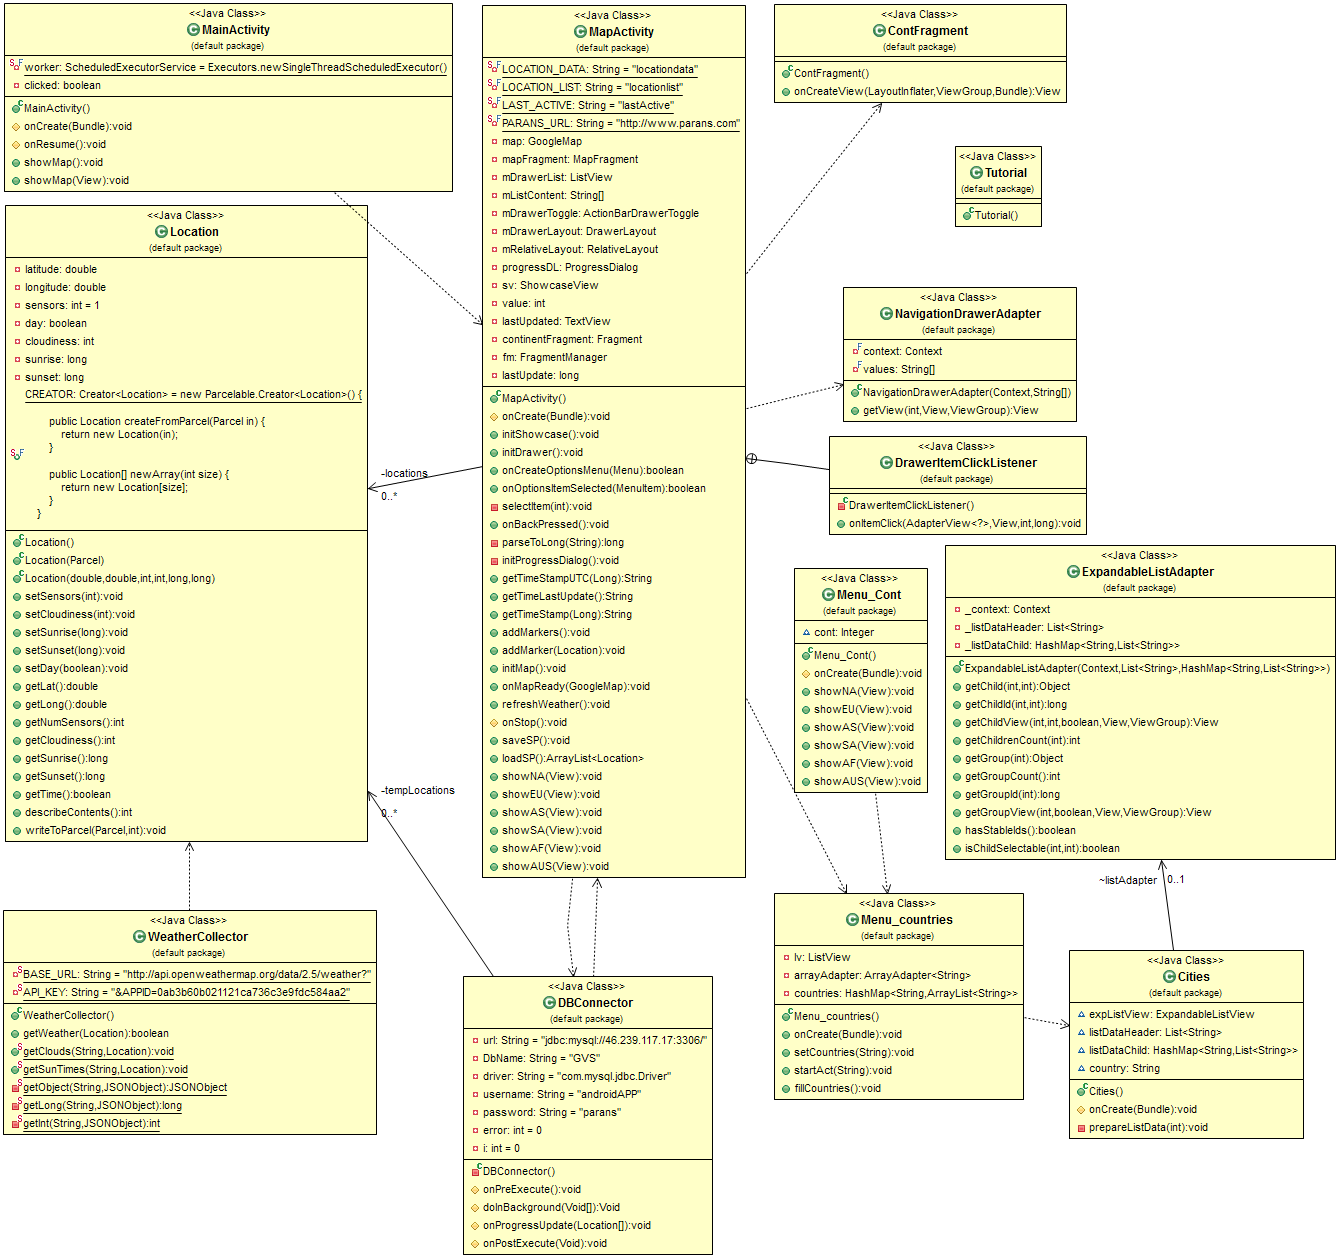 <<Java Class>>
MainActivity
(default package)
worker: ScheduledExecutorService = Executors.newSingleThreadScheduledExecutor()
clicked: boolean
MainActivity()
onCreate(Bundle):void
onResume():void
showMap():void
showMap(View):void
<<Java Class>>
Location
(default package)
latitude: double
longitude: double
sensors: int = 1
day: boolean
cloudiness: int
sunrise: long
sunset: long
CREATOR: Creator<Location> = new Parcelable.Creator<Location>() {
public Location createFromParcel(Parcel in) {
return new Location(in);
}
public Location[] newArray(int size) {
return new Location[size];
}
}
Location()
Location(Parcel)
Location(double,double,int,int,long,long)
setSensors(int):void
setCloudiness(int):void
setSunrise(long):void
setSunset(long):void
setDay(boolean):void
getLat():double
getLong():double
getNumSensors():int
getCloudiness():int
getSunrise():long
getSunset():long
getTime():boolean
describeContents():int
writeToParcel(Parcel,int):void
<<Java Class>>
WeatherCollector
(default package)
BASE_URL: String = "http://api.openweathermap.org/data/2.5/weather?"
API_KEY: String = "&APPID=0ab3b60b021121ca736c3e9fdc584aa2"
WeatherCollector()
getWeather(Location):boolean
getClouds(String,Location):void
getSunTimes(String,Location):void
getObject(String,JSONObject):JSONObject
getLong(String,JSONObject):long
getInt(String,JSONObject):int
<<Java Class>>
MapActivity
(default package)
LOCATION_DATA: String = "locationdata"
LOCATION_LIST: String = "locationlist"
LAST_ACTIVE: String = "lastActive"
PARANS_URL: String = "http://www.parans.com"
map: GoogleMap
mapFragment: MapFragment
mDrawerList: ListView
mListContent: String[]
mDrawerToggle: ActionBarDrawerToggle
mDrawerLayout: DrawerLayout
mRelativeLayout: RelativeLayout
progressDL: ProgressDialog
sv: ShowcaseView
value: int
lastUpdated: TextView
continentFragment: Fragment
fm: FragmentManager
lastUpdate: long
MapActivity()
onCreate(Bundle):void
initShowcase():void
initDrawer():void
onCreateOptionsMenu(Menu):boolean
onOptionsItemSelected(MenuItem):boolean
selectItem(int):void
onBackPressed():void
parseToLong(String):long
initProgressDialog():void
getTimeStampUTC(Long):String
getTimeLastUpdate():String
getTimeStamp(Long):String
addMarkers():void
addMarker(Location):void
initMap():void
onMapReady(GoogleMap):void
refreshWeather():void
onStop():void
saveSP():void
loadSP():ArrayList<Location>
showNA(View):void
showEU(View):void
showAS(View):void
showSA(View):void
showAF(View):void
showAUS(View):void
-locations
0..*
-tempLocations
0..*
<<Java Class>>
DBConnector
(default package)
url: String = "jdbc:mysql://46.239.117.17:3306/"
DbName: String = "GVS"
driver: String = "com.mysql.jdbc.Driver"
username: String = "androidAPP"
password: String = "parans"
error: int = 0
i: int = 0
DBConnector()
onPreExecute():void
doInBackground(Void[]):Void
onProgressUpdate(Location[]):void
onPostExecute(Void):void
<<Java Class>>
ContFragment
(default package)
ContFragment()
onCreateView(LayoutInflater,ViewGroup,Bundle):View
<<Java Class>>
Tutorial
(default package)
Tutorial()
<<Java Class>>
NavigationDrawerAdapter
(default package)
context: Context
values: String[]
NavigationDrawerAdapter(Context,String[])
getView(int,View,ViewGroup):View
<<Java Class>>
DrawerItemClickListener
(default package)
DrawerItemClickListener()
onItemClick(AdapterView<?>,View,int,long):void
<<Java Class>>
Menu_Cont
(default package)
cont: Integer
Menu_Cont()
onCreate(Bundle):void
showNA(View):void
showEU(View):void
showAS(View):void
showSA(View):void
showAF(View):void
showAUS(View):void
<<Java Class>>
ExpandableListAdapter
(default package)
_context: Context
_listDataHeader: List<String>
_listDataChild: HashMap<String,List<String>>
ExpandableListAdapter(Context,List<String>,HashMap<String,List<String>>)
getChild(int,int):Object
getChildId(int,int):long
getChildView(int,int,boolean,View,ViewGroup):View
getChildrenCount(int):int
getGroup(int):Object
getGroupCount():int
getGroupId(int):long
getGroupView(int,boolean,View,ViewGroup):View
hasStableIds():boolean
isChildSelectable(int,int):boolean
~listAdapter
0..1
<<Java Class>>
Menu_countries
(default package)
lv: ListView
arrayAdapter: ArrayAdapter<String>
countries: HashMap<String,ArrayList<String>>
Menu_countries()
onCreate(Bundle):void
setCountries(String):void
startAct(String):void
fillCountries():void
<<Java Class>>
Cities
(default package)
expListView: ExpandableListView
listDataHeader: List<String>
listDataChild: HashMap<String,List<String>>
country: String
Cities()
onCreate(Bundle):void
prepareListData(int):void